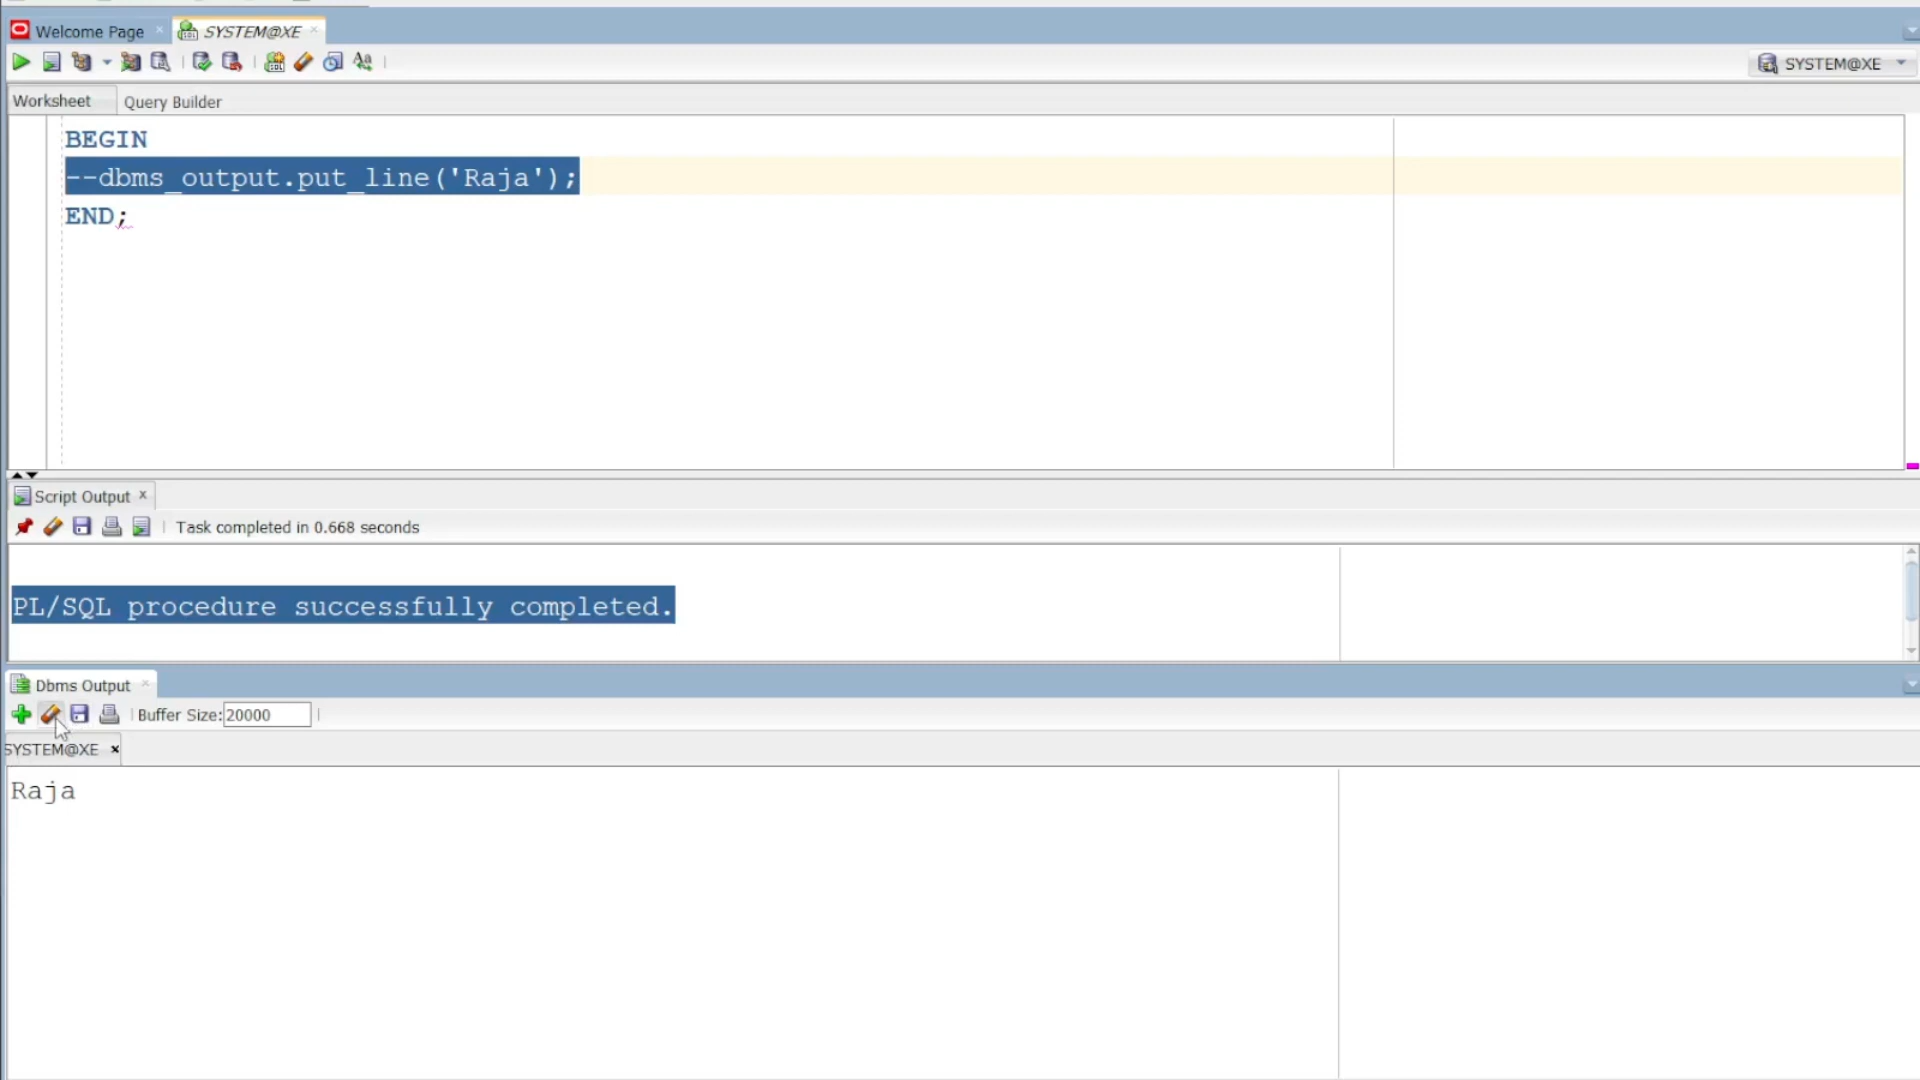 Welcome Page
SYSTEM@XE
SYSTEM@XE
Worksheet
Query Builder
BEGIN
--dbms_output.put_line('Raja');
END;
Script Output
Task completed in 0.668 seconds
PL/SQL procedure successfully completed.
Dbms Output
Buffer Size: 20000
SYSTEM@XE
Raja